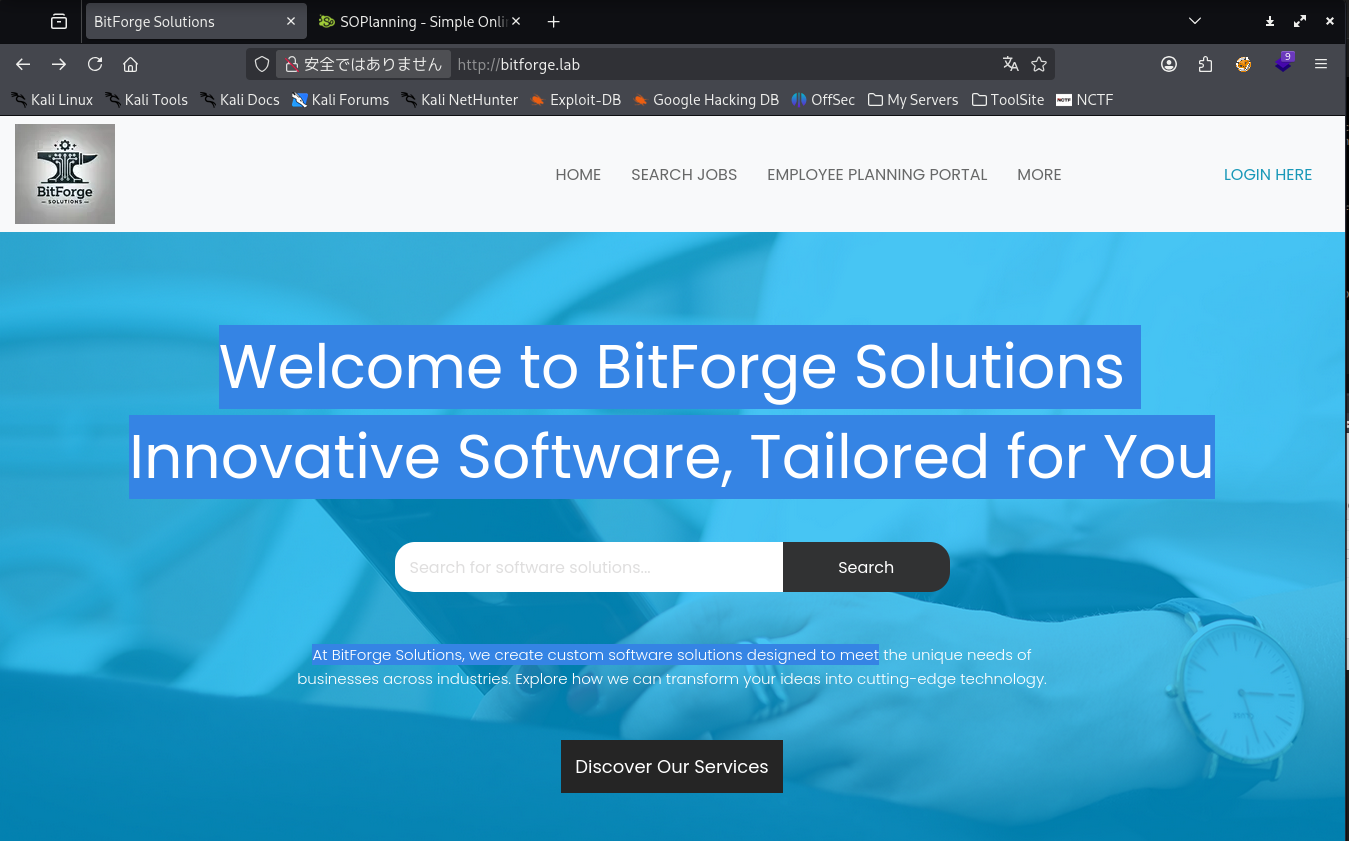 BitForge Solutions
SOPlanning - Simple Onli
安全ではありません http://bitforge.lab
9
Kali Linux Kali Tools Kali Docs Kali Forums Kali NetHunter Exploit-DB Google Hacking DB OffSec My Servers ToolSite NCTF NCTF
BitForge
SOLUTIONS
HOME SEARCH JOBS EMPLOYEE PLANNING PORTAL MORE LOGIN HERE
Welcome to BitForge Solutions
Innovative Software, Tailored for You
Search for software solutions... Search
At BitForge Solutions, we create custom software solutions designed to meet the unique needs of
businesses across industries. Explore how we can transform your ideas into cutting-edge technology.
Discover Our Services